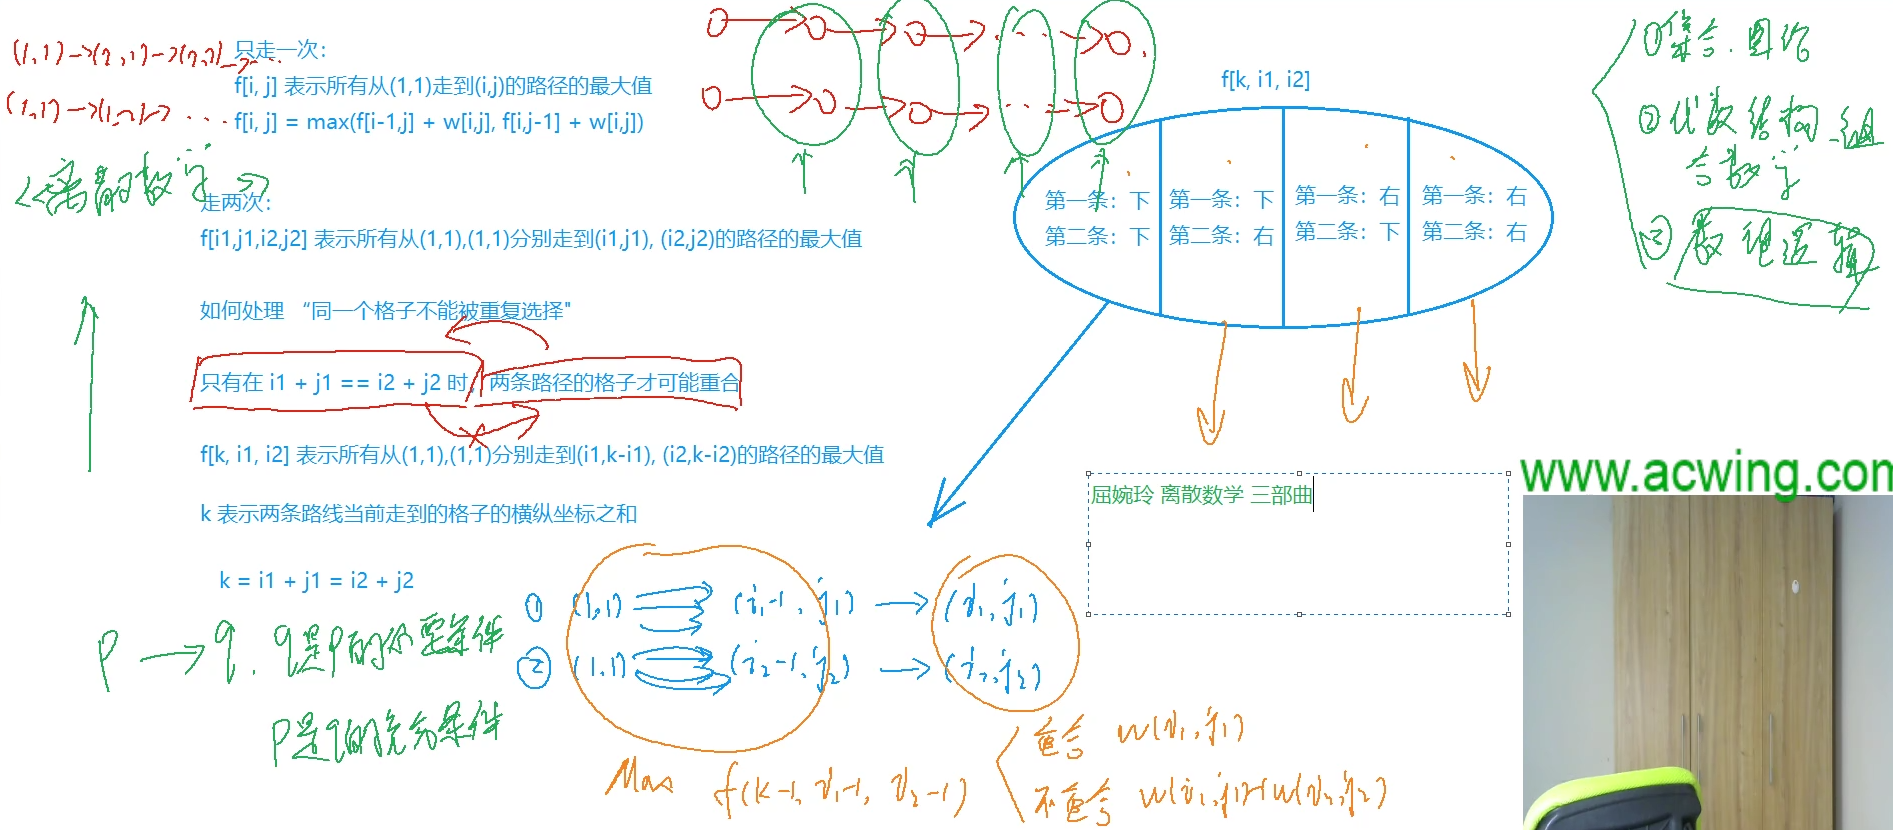 (1,1)→(2,1)→(2,2)→...
(1,1)→(1,2)→...
只走一次：
f[i, j] 表示所有从(1,1)走到(i,j)的路径的最大值
f[i, j] = max(f[i-1,j] + w[i,j], f[i,j-1] + w[i,j])
<<离散数学>>
走两次：
f[i1,j1,i2,j2] 表示所有从(1,1),(1,1)分别走到(i1,j1), (i2,j2)的路径的最大值
如何处理 “同一个格子不能被重复选择"
只有在 i1 + j1 == i2 + j2 时，两条路径的格子才可能重合
f[k, i1, i2] 表示所有从(1,1),(1,1)分别走到(i1,k-i1), (i2,k-i2)的路径的最大值
k 表示两条路线当前走到的格子的横纵坐标之和
k = i1 + j1 = i2 + j2
P → q. q是P的必要条件
P是q的充分条件
f[k, i1, i2]
第一条：下
第二条：下
第一条：下
第二条：右
第一条：右
第二条：下
第一条：右
第二条：右
① 集合.图论
② 代数结构_组
合数学
③ 数理逻辑
屈婉玲 离散数学 三部曲
www.acwing.com
① (1,1) (i1-1, j1) → (i1, j1)
② (1,1) (i2-1, j2) → (i2, j2)
Max f(k-1, i1-1, i2-1)
重合 w(i1, j1)
不重合 w(i1, j1)+w(i2, j2)